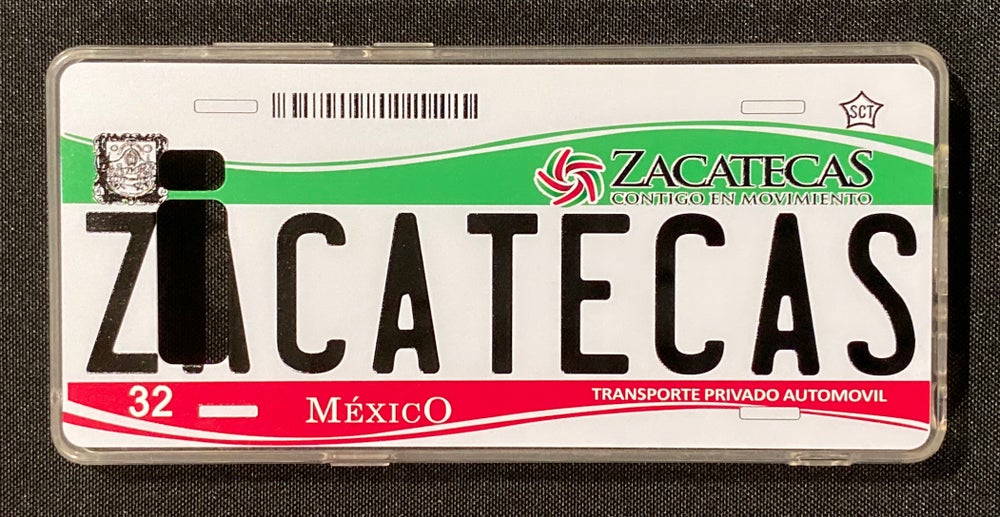 SCT
ZACATECAS
CONTIGO EN MOVIMIENTO
ZACATECAS
32
MÉXICO
TRANSPORTE PRIVADO AUTOMOVIL